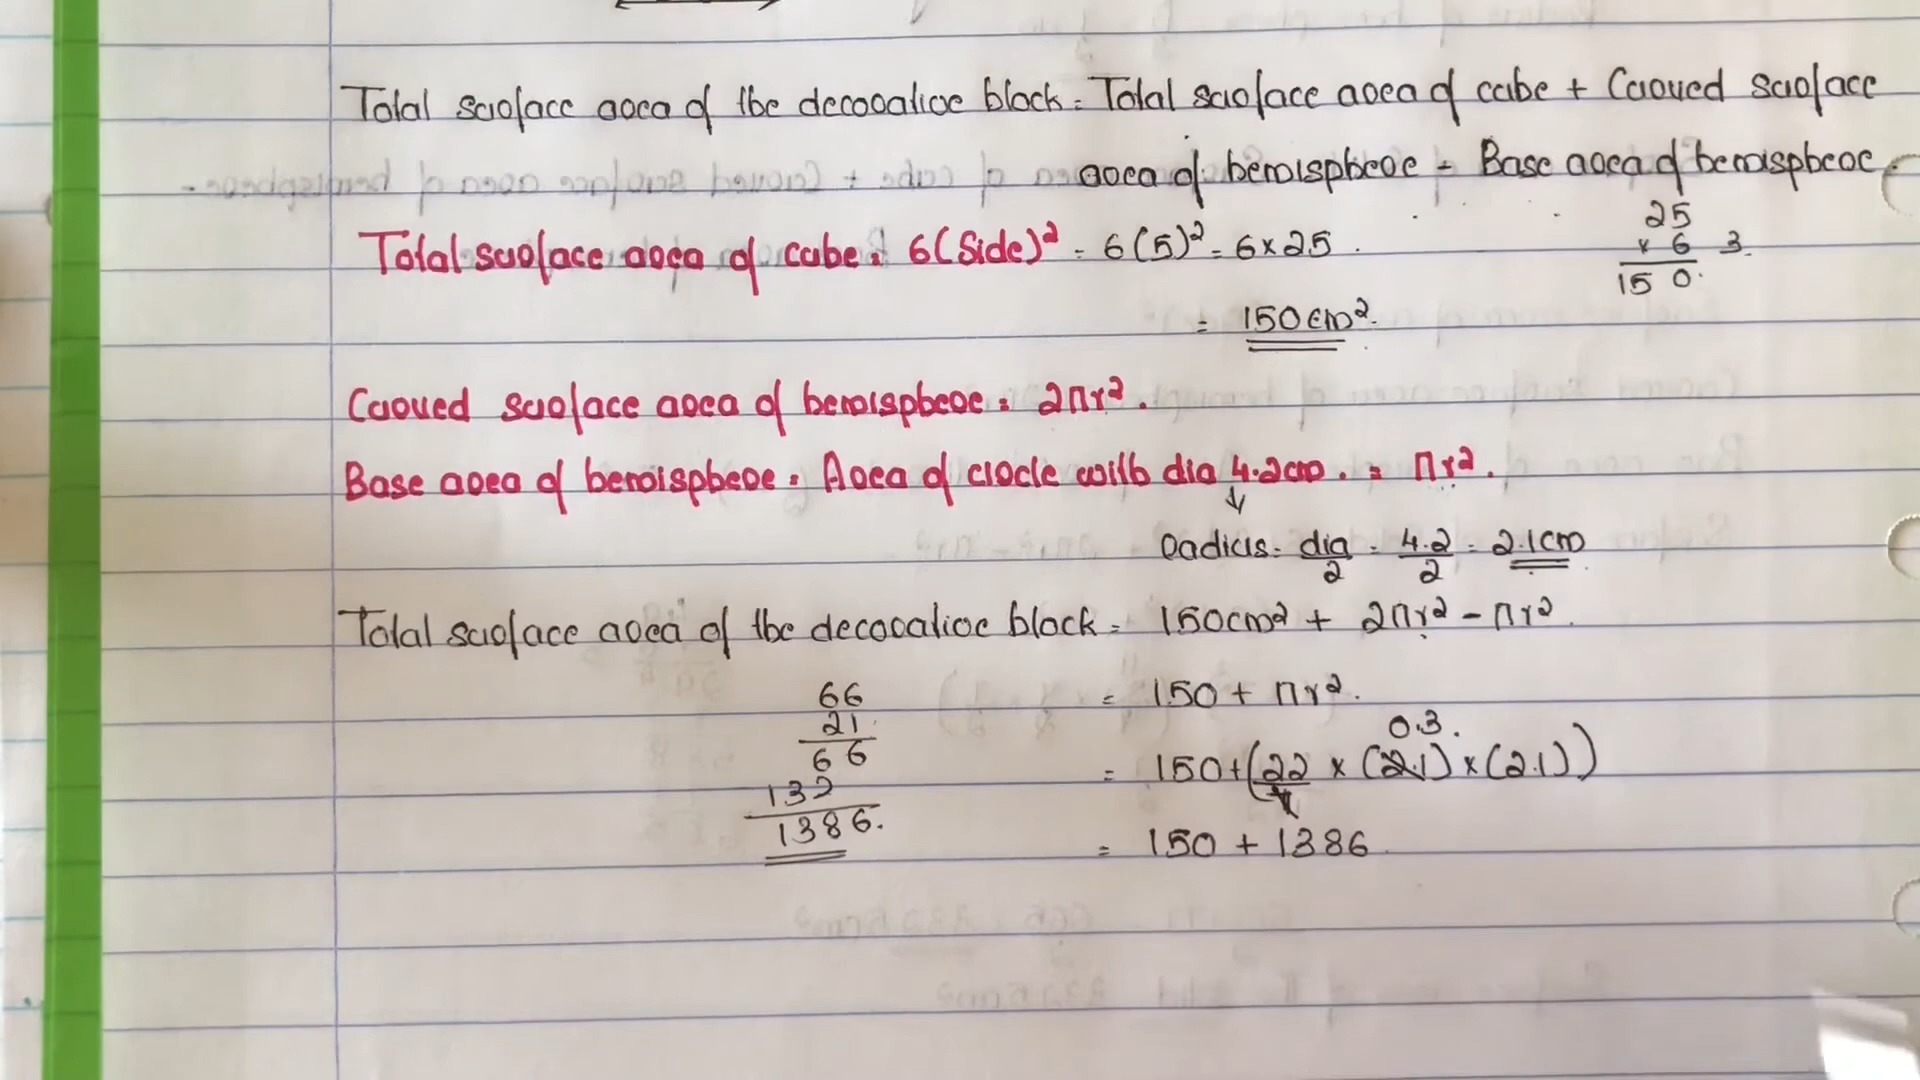 Total surface area of the decorative block = Total surface area of cube + Curved surface
area of hemisphere - Base area of hemisphere.
Total surface area of cube = 6(Side)² = 6(5)² = 6×25
25
× 6 3
150
= 150cm².
Curved surface area of hemisphere = 2πr².
Base area of hemisphere = Area of circle with dia 4.2cm. = πr².
↓
Radius = dia/2 = 4.2/2 = 2.1cm
Total surface area of the decorative block = 150cm² + 2πr² - πr².
= 150 + πr².
0.3.
= 150+(22/7 × (2.1) × (2.1))
= 150 + 1386
66
21
66
132
1386.